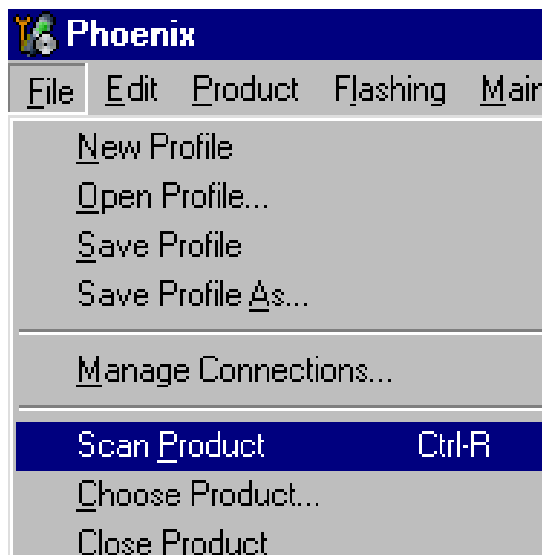 Phoenix
File Edit Product Flashing
New Profile
Open Profile...
Save Profile
Save Profile As...
Manage Connections...
Scan Product Ctrl-R
Choose Product...
Close Product